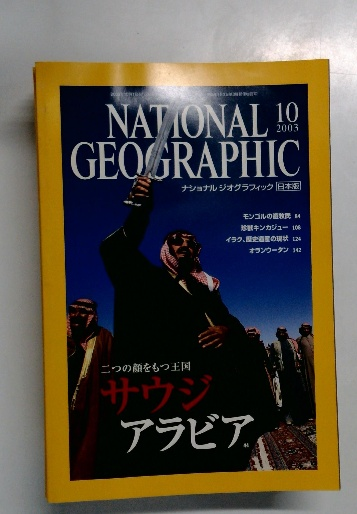 NATIONAL
GEOGRAPHIC
10
2003
ナショナル ジオグラフィック 日本版
モンゴルの遊牧民 84
珍獣キンカジュー 108
イラク、歴史遺産の現状 124
オランウータン 142
二つの顔をもつ王国
サウジ
アラビア